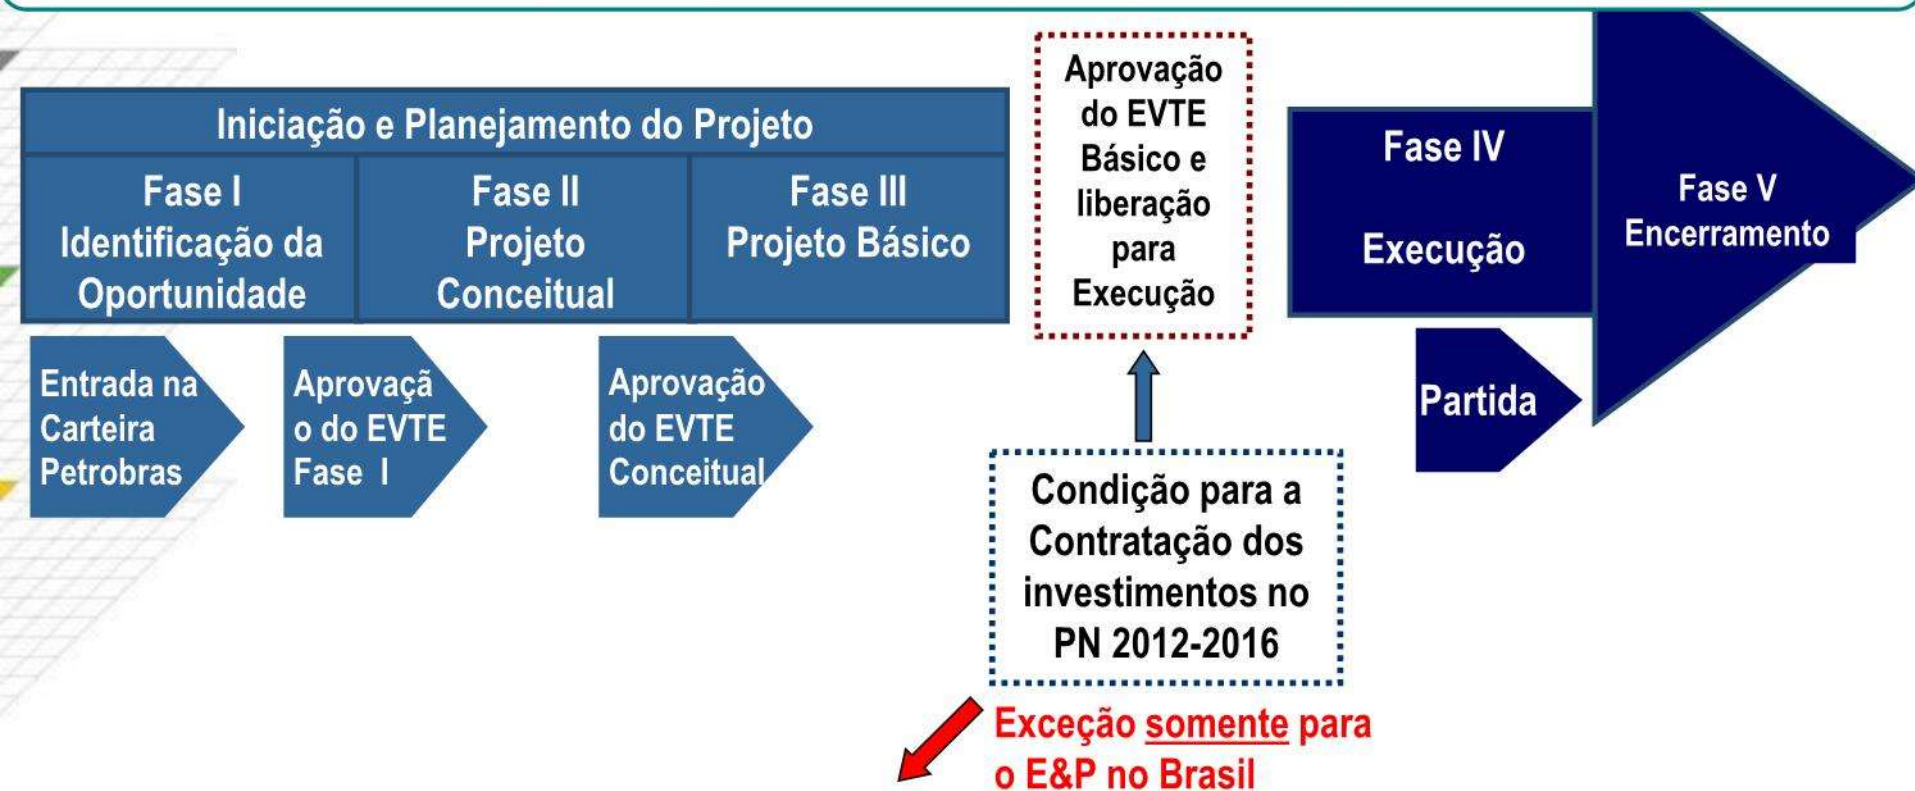 Iniciação e Planejamento do Projeto
Fase I
Identificação da
Oportunidade
Fase II
Projeto
Conceitual
Fase III
Projeto Básico
Aprovação
do EVTE
Básico e
liberação
para
Execução
Fase IV
Execução
Fase V
Encerramento
Entrada na
Carteira
Petrobras
Aprovaçã
o do EVTE
Fase I
Aprovação
do EVTE
Conceitual
Partida
Condição para a
Contratação dos
investimentos no
PN 2012-2016
Exceção somente para
o E&P no Brasil